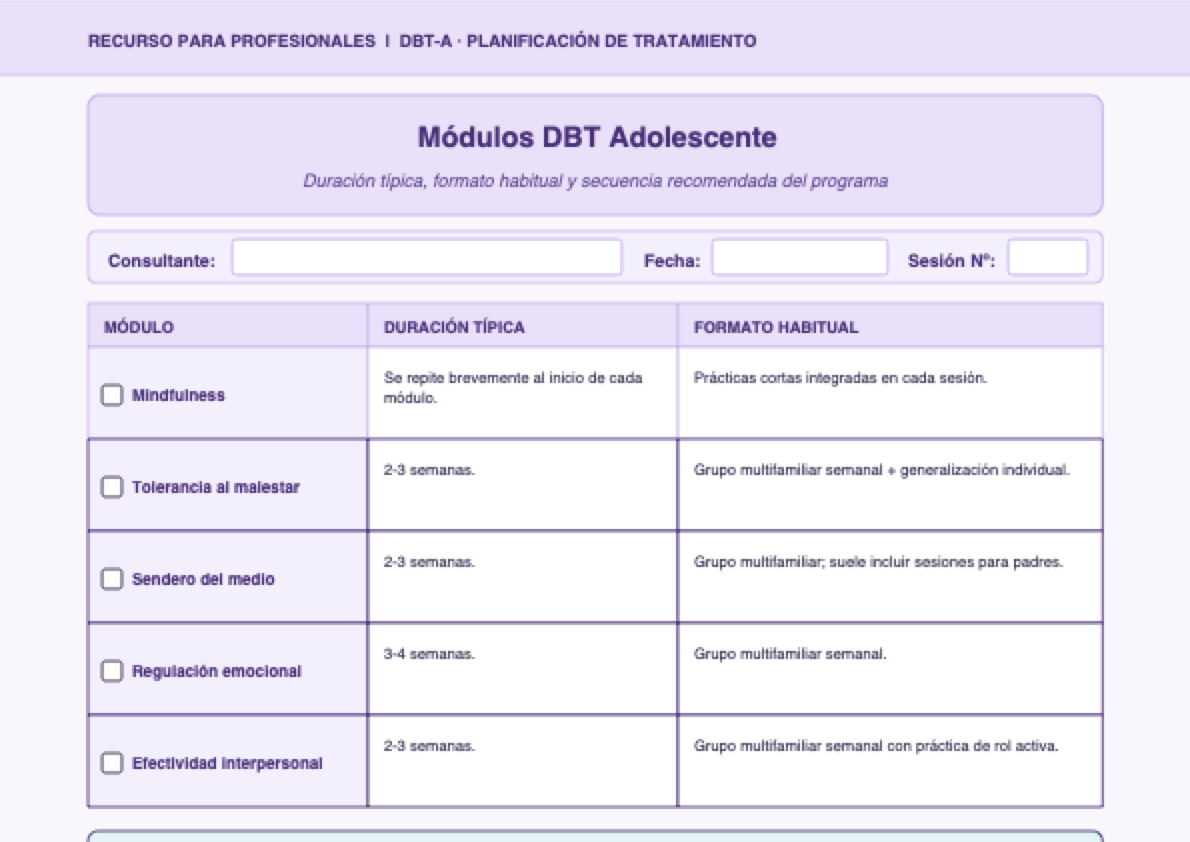 RECURSO PARA PROFESIONALES | DBT-A · PLANIFICACIÓN DE TRATAMIENTO
Módulos DBT Adolescente
Duración típica, formato habitual y secuencia recomendada del programa
Consultante: Fecha: Sesión N°:
MÓDULO DURACIÓN TÍPICA FORMATO HABITUAL
Mindfulness
Se repite brevemente al inicio de cada
módulo.
Prácticas cortas integradas en cada sesión.
Tolerancia al malestar
2-3 semanas.
Grupo multifamiliar semanal + generalización individual.
Sendero del medio
2-3 semanas.
Grupo multifamiliar; suele incluir sesiones para padres.
Regulación emocional
3-4 semanas.
Grupo multifamiliar semanal.
Efectividad interpersonal
2-3 semanas.
Grupo multifamiliar semanal con práctica de rol activa.